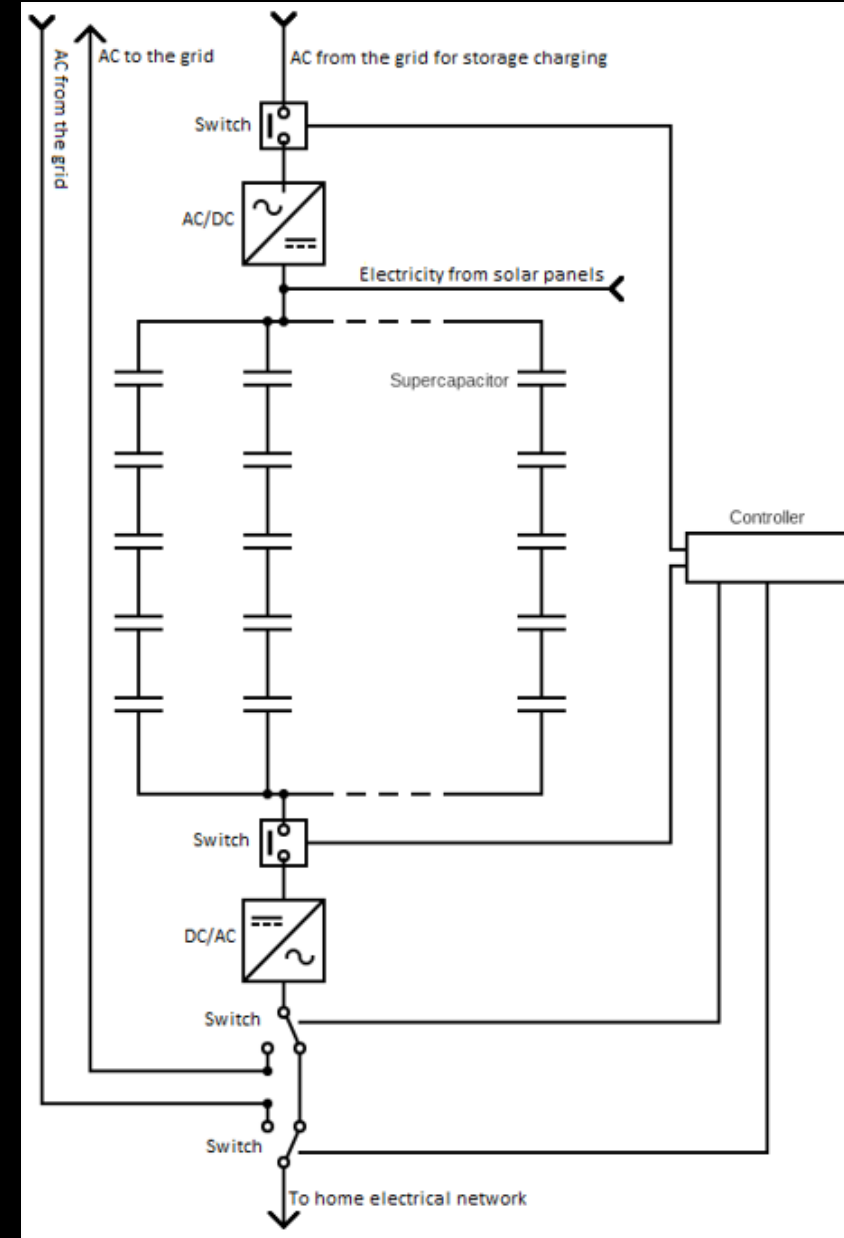 AC from the grid
AC to the grid
AC from the grid for storage charging
Switch
AC/DC
Electricity from solar panels
Supercapacitor
Controller
Switch
DC/AC
Switch
Switch
To home electrical network